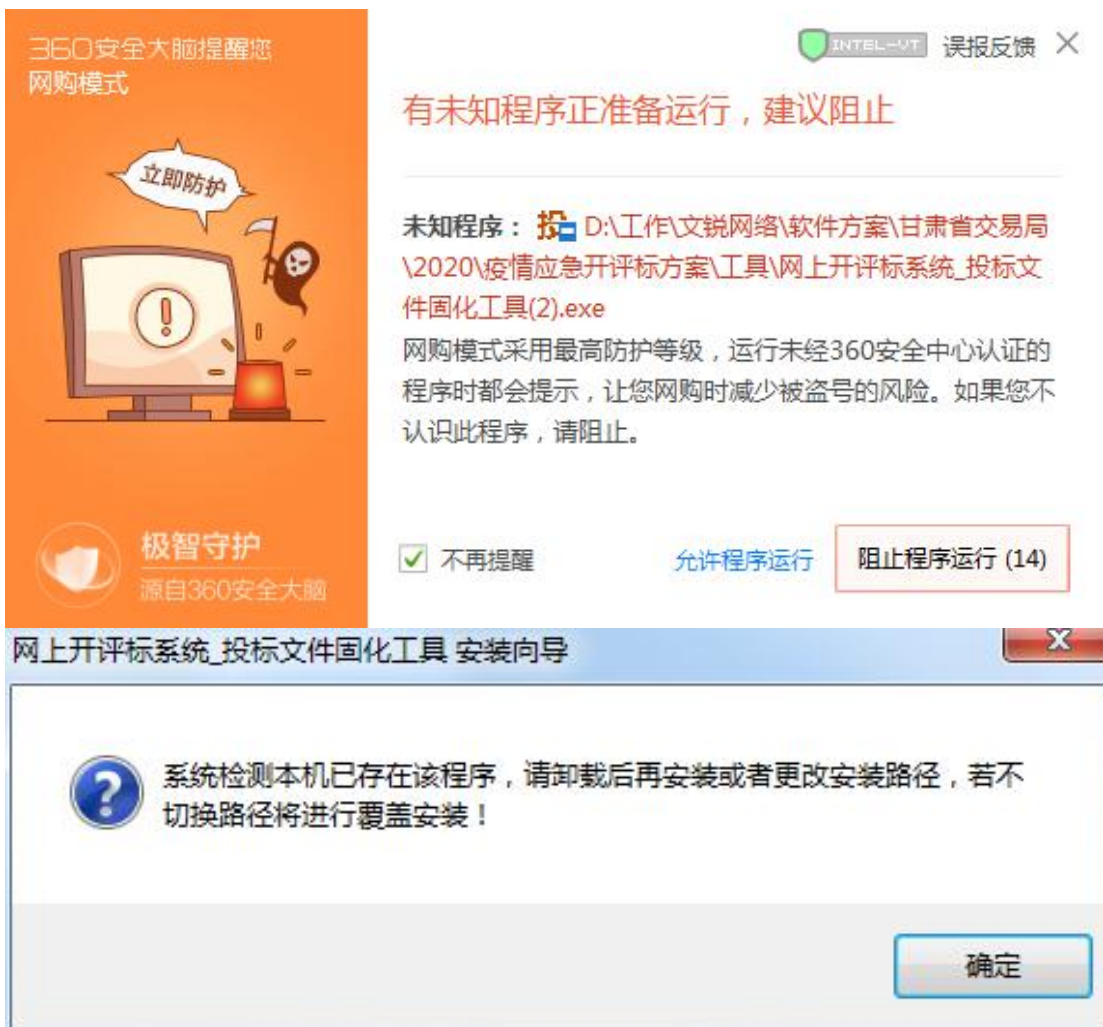 360安全大脑提醒您
网购模式
INTEL-VT 误报反馈
有未知程序正准备运行，建议阻止
立即防护
未知程序： D:\工作\文锐网络\软件方案\甘肃省交易局
\2020\疫情应急开评标方案\工具\网上开评标系统_投标文
件固化工具(2).exe
网购模式采用最高防护等级，运行未经360安全中心认证的
程序时都会提示，让您网购时减少被盗号的风险。如果您不
认识此程序，请阻止。
极智守护
源自360安全大脑
不再提醒 允许程序运行 阻止程序运行 (14)
网上开评标系统_投标文件固化工具 安装向导
系统检测本机已存在该程序，请卸载后再安装或者更改安装路径，若不
切换路径将进行覆盖安装！
确定